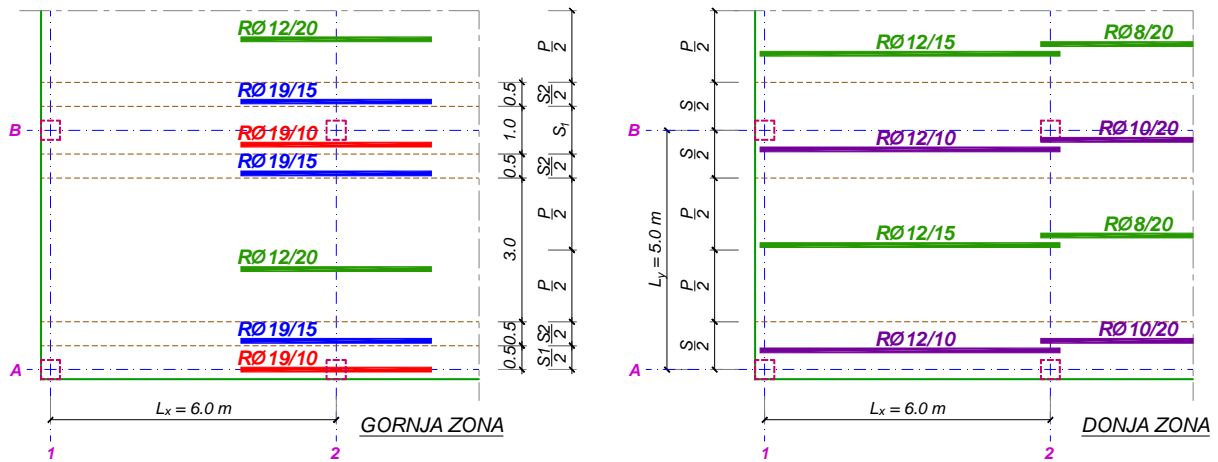 RØ12/20
P/2
RØ19/15
0.5
S2/2
B
RØ19/10
1.0
S1
RØ19/15
0.5
S2/2
P/2
3.0
RØ12/20
P/2
RØ19/15
0.5
S2/2
RØ19/10
0.5
S1/2
A
Lx = 6.0 m
GORNJA ZONA
1
2
P/2
RØ12/15
RØ8/20
S/2
B
RØ12/10
RØ10/20
S/2
P/2
RØ12/15
RØ8/20
Ly = 5.0 m
P/2
RØ12/10
RØ10/20
S/2
A
Lx = 6.0 m
DONJA ZONA
1
2